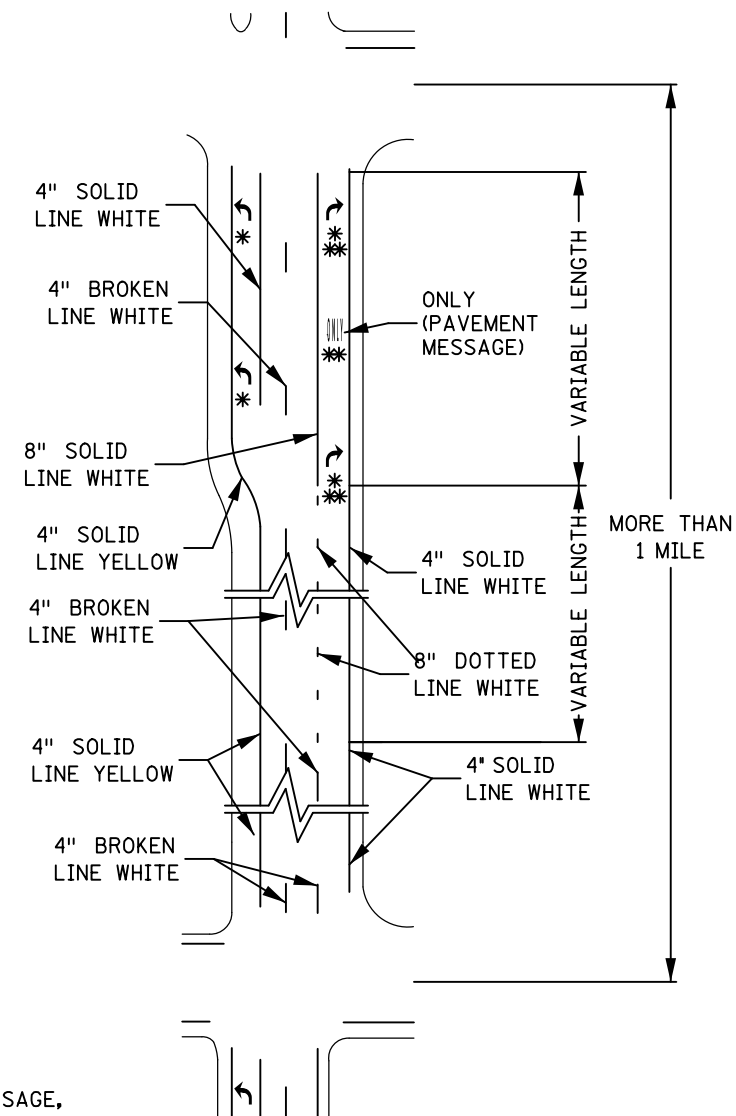 4" SOLID
LINE WHITE
4" BROKEN
LINE WHITE
ONLY
(PAVEMENT
MESSAGE)
ONLY
VARIABLE LENGTH
8" SOLID
LINE WHITE
4" SOLID
LINE YELLOW
MORE THAN
1 MILE
4" SOLID
LINE WHITE
4" BROKEN
LINE WHITE
VARIABLE LENGTH
8" DOTTED
LINE WHITE
4" SOLID
LINE YELLOW
4" SOLID
LINE WHITE
4" BROKEN
LINE WHITE
SAGE,